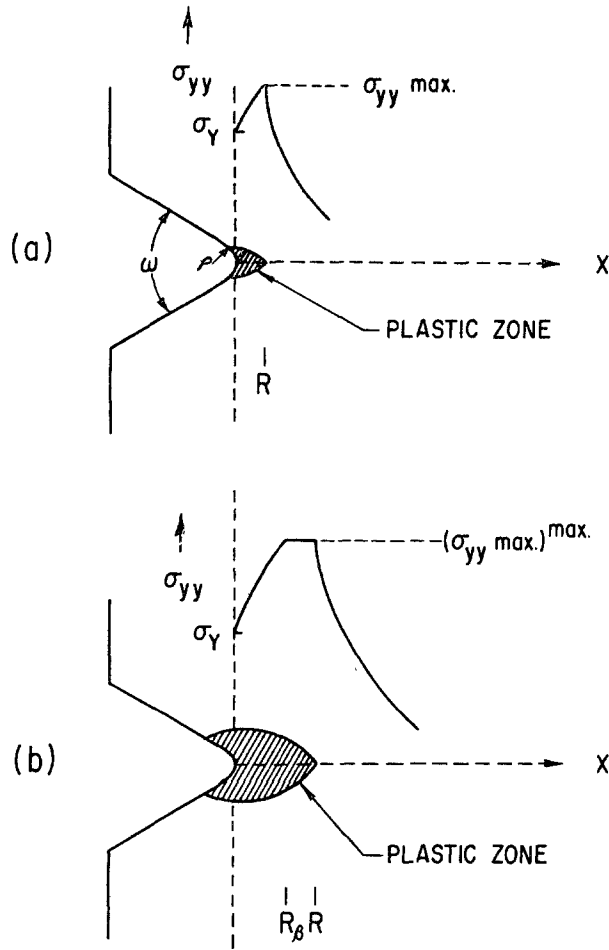 σyy
σyy max.
σY
(a)
ω
ρ
X
PLASTIC ZONE
R
(σyy max.)max.
σyy
σY
(b)
X
PLASTIC ZONE
Rβ R